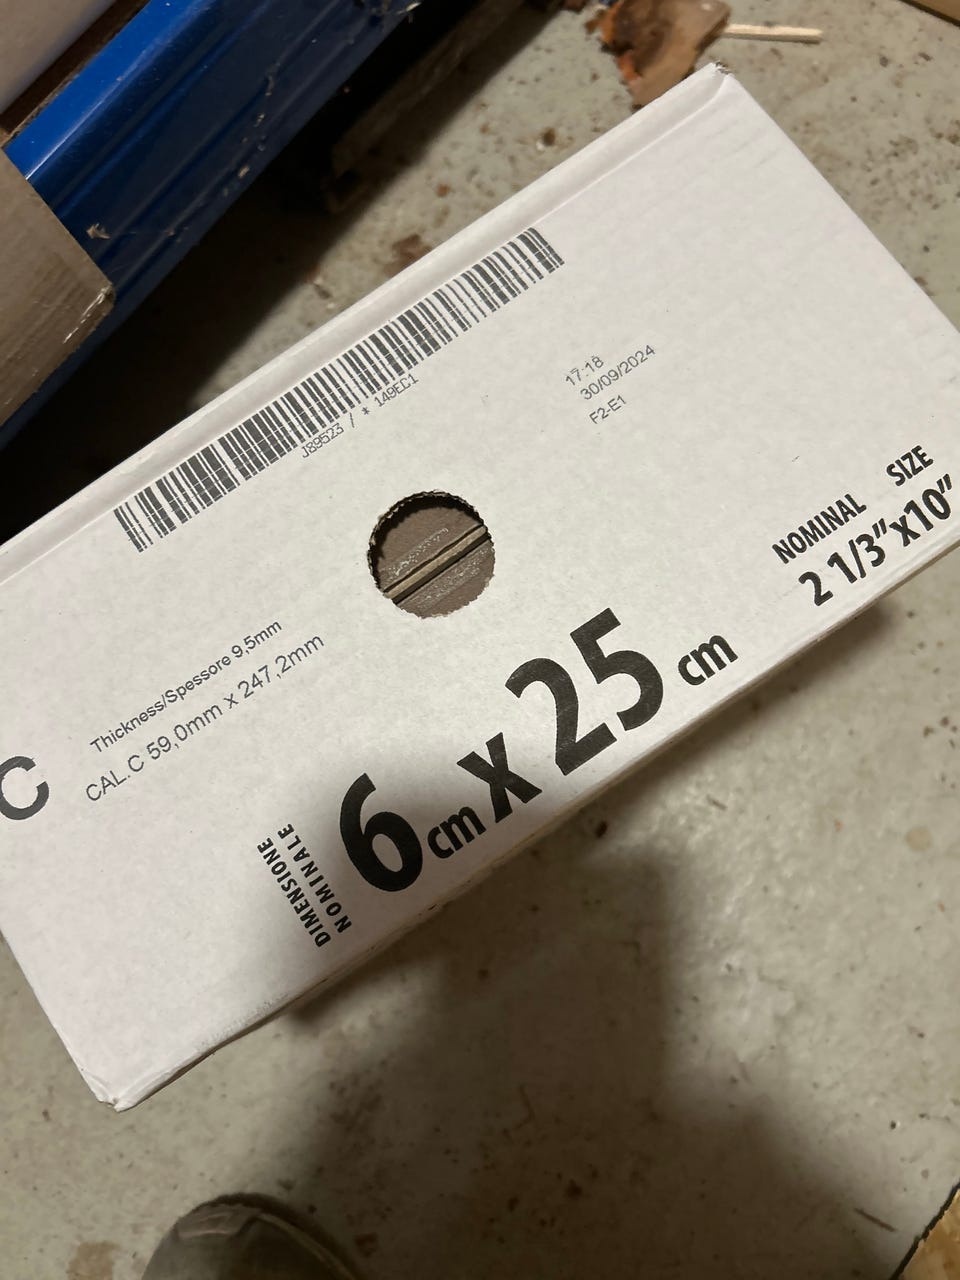 J89523 / * 149EC1
17:18
30/09/2024
F2-E1
NOMINAL SIZE
2 1/3”x10”
Thickness/Spessore 9,5mm
CAL.C 59,0mm x 247,2mm
C
DIMENSIONE
NOMINALE
6cm x 25 cm